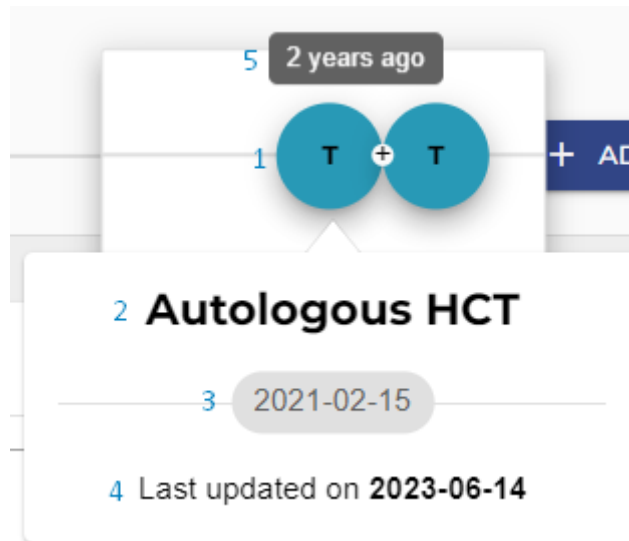 5 2 years ago
1 T + T + AD
2 Autologous HCT
3 2021-02-15
4 Last updated on 2023-06-14